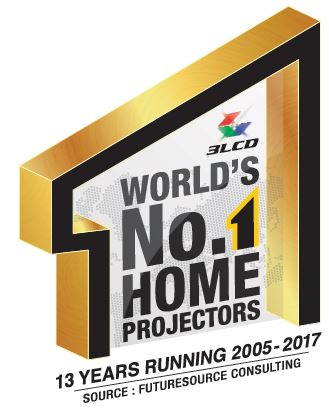 3LCD
WORLD'S
No.1
HOME
PROJECTORS
13 YEARS RUNNING 2005-2017
SOURCE : FUTURESOURCE CONSULTING